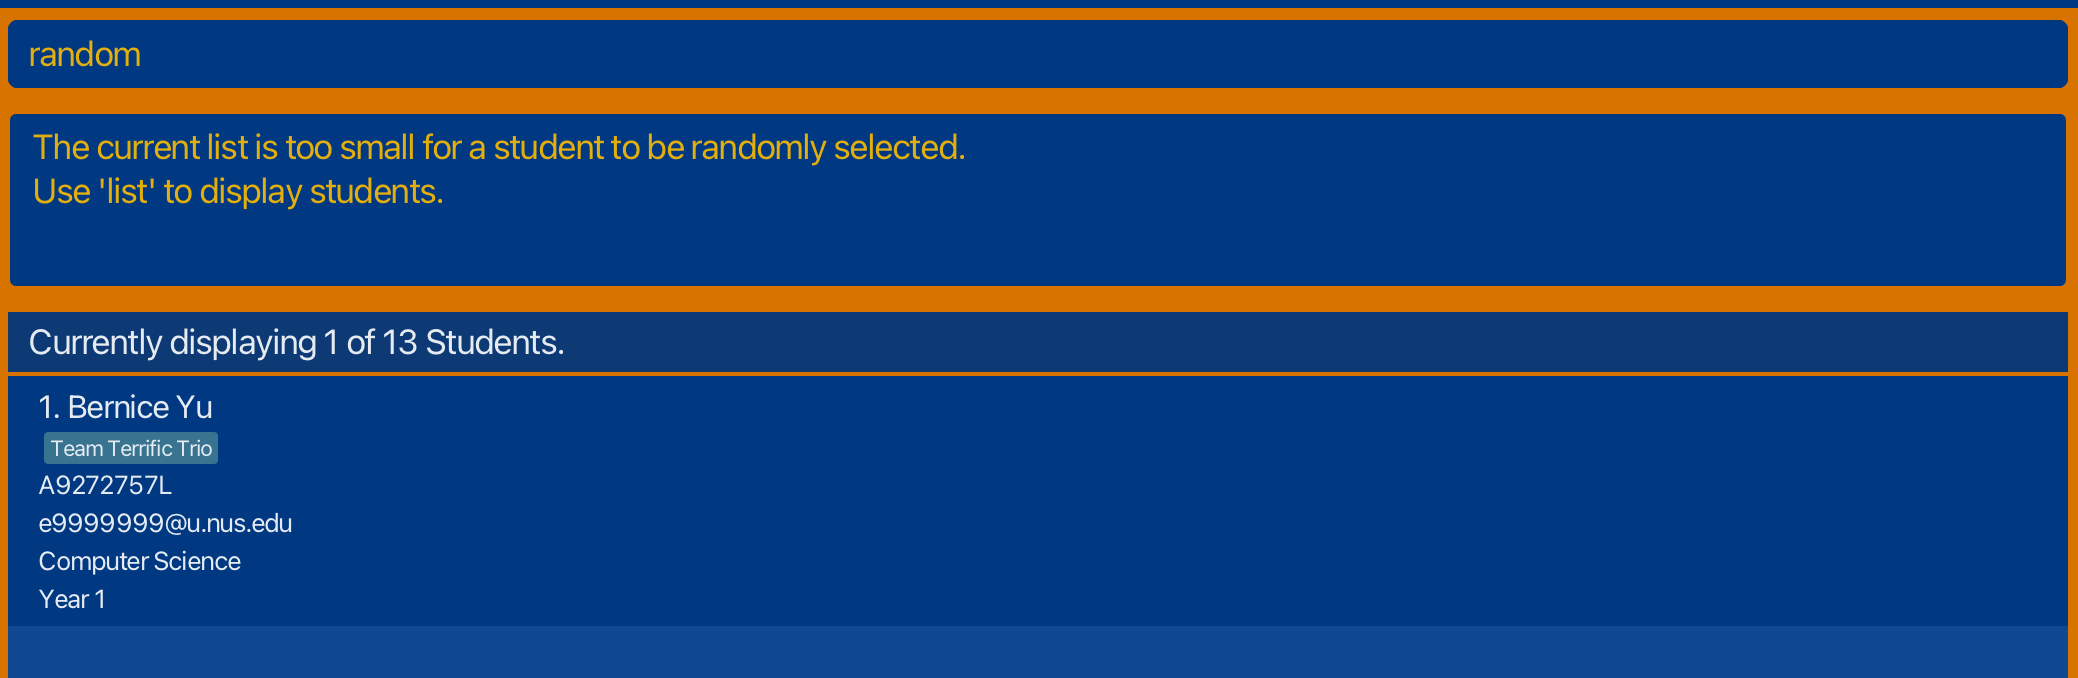 random
The current list is too small for a student to be randomly selected.
Use 'list' to display students.
Currently displaying 1 of 13 Students.
1. Bernice Yu
Team Terrific Trio
A9272757L
e9999999@u.nus.edu
Computer Science
Year 1